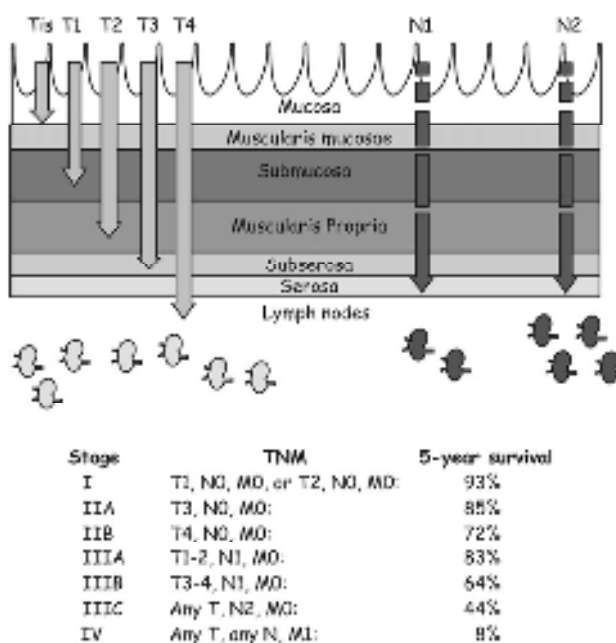 Tis T1 T2 T3 T4 N1 N2
Mucosa
Muscularis mucosae
Submucosa
Muscularis Propria
Subserosa
Serosa
Lymph nodes
Stage TNM 5-year survival
I T1, N0, M0, or T2, N0, M0: 93%
IIA T3, N0, M0: 85%
IIB T4, N0, M0: 72%
IIIA T1-2, N1, M0: 83%
IIIB T3-4, N1, M0: 64%
IIIC Any T, N2, M0: 44%
IV Any T, any N, M1: 8%